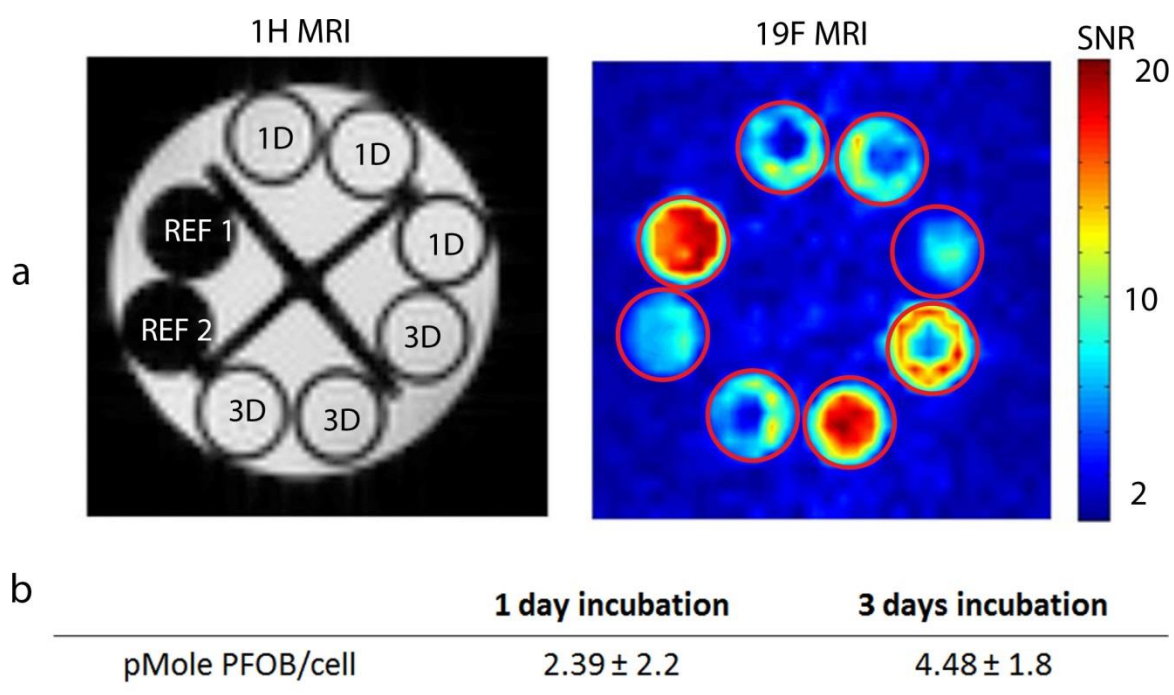 1H MRI
19F MRI
SNR
a
1D
1D
REF 1
1D
REF 2
3D
3D
3D
20
10
2
b
1 day incubation 3 days incubation
pMole PFOB/cell 2.39 ± 2.2 4.48 ± 1.8